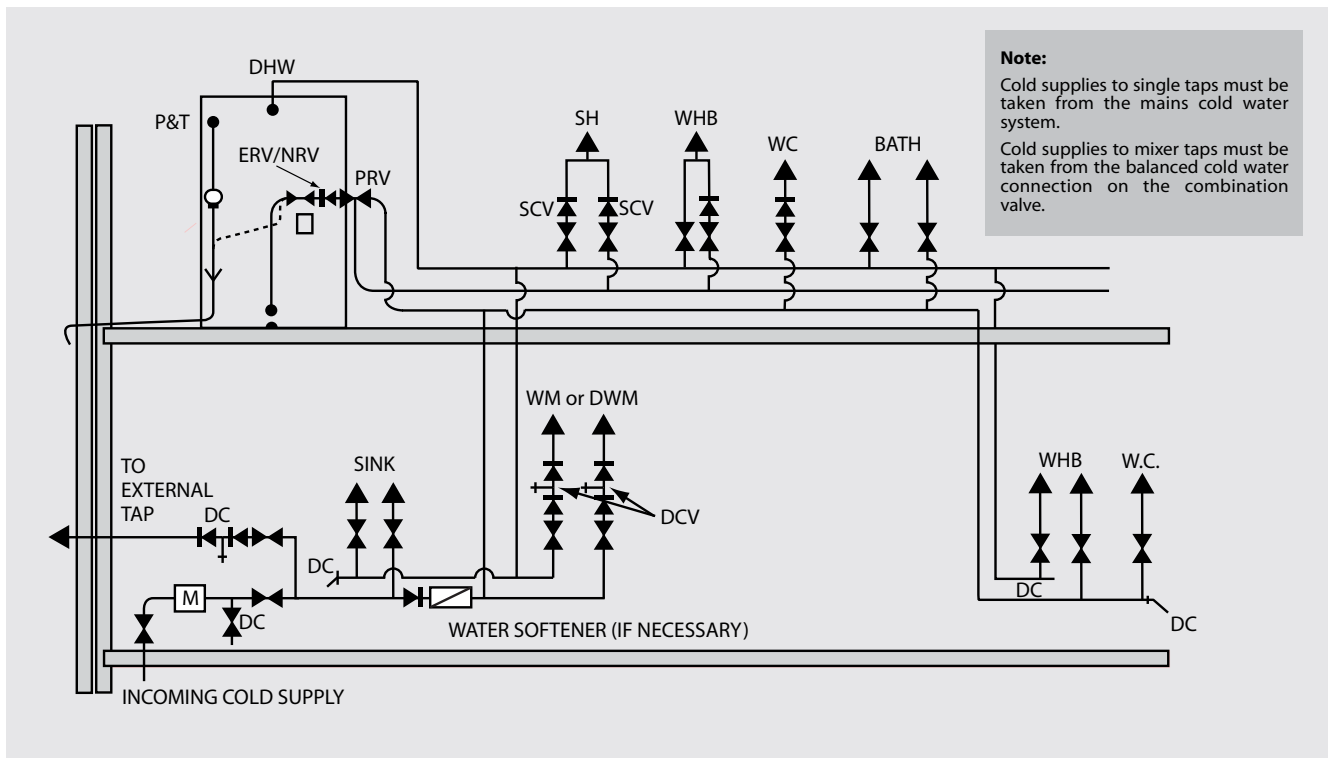 DHW
Note:
Cold supplies to single taps must be
taken from the mains cold water
system.
Cold supplies to mixer taps must be
taken from the balanced cold water
connection on the combination
valve.
P&T
SH
WHB
WC
BATH
ERV/NRV
PRV
SCV
SCV
WM or DWM
TO
EXTERNAL
TAP
DC
SINK
WHB
W.C.
DCV
DC
M
DC
DC
DC
WATER SOFTENER (IF NECESSARY)
INCOMING COLD SUPPLY